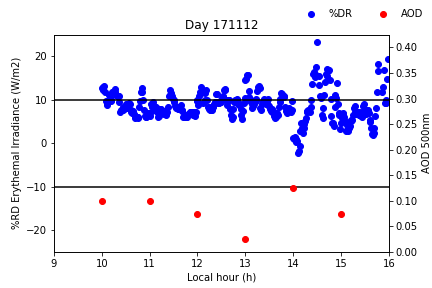 %DR AOD
Day 171112
%RD Erythemal Irradiance (W/m2)
20
10
0
−10
−20
0.40
0.35
0.30
0.25
0.20
0.15
0.10
0.05
0.00
AOD 500nm
9 10 11 12 13 14 15 16
Local hour (h)